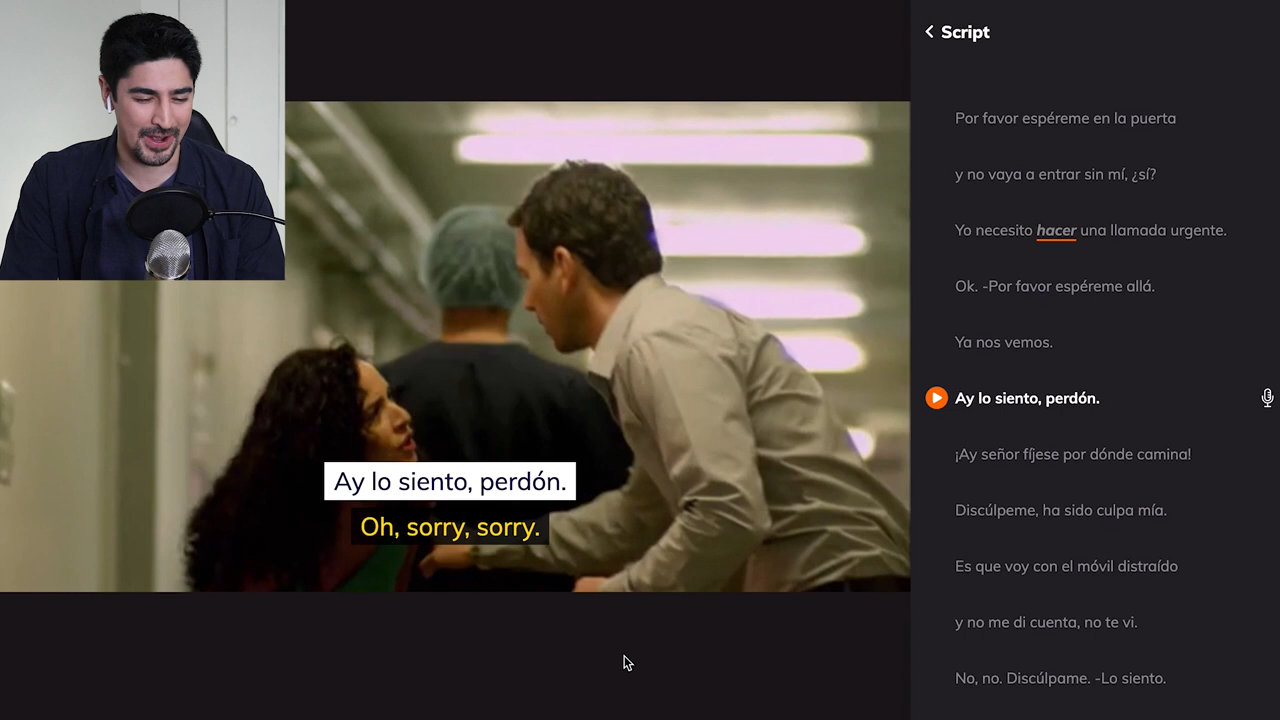 Script
Por favor espéreme en la puerta
y no vaya a entrar sin mí, ¿sí?
Yo necesito hacer una llamada urgente.
Ok. -Por favor espéreme allá.
Ya nos vemos.
Ay lo siento, perdón.
¡Ay señor fíjese por dónde camina!
Discúlpeme, ha sido culpa mía.
Es que voy con el móvil distraído
y no me di cuenta, no te vi.
No, no. Discúlpame. -Lo siento.
Ay lo siento, perdón.
Oh, sorry, sorry.